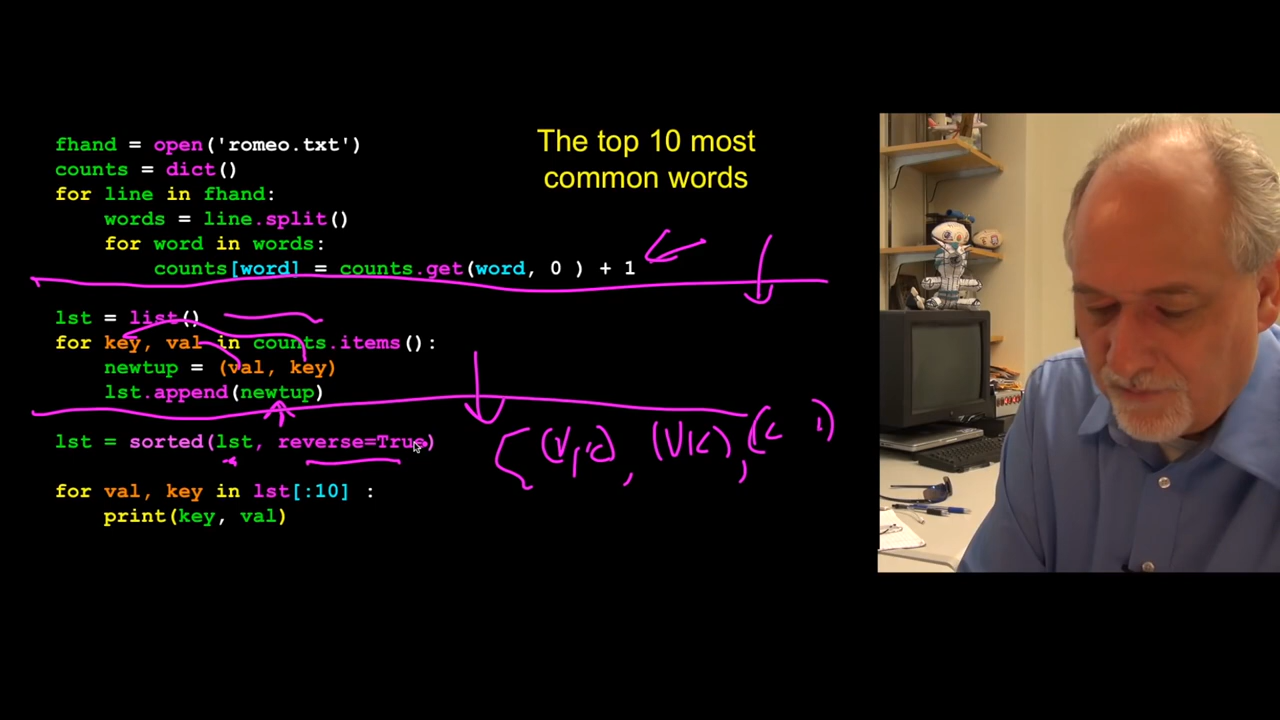 The top 10 most
common words
fhand = open('romeo.txt')
counts = dict()
for line in fhand:
    words = line.split()
    for word in words:
        counts[word] = counts.get(word, 0 ) + 1
lst = list()
for key, val in counts.items():
    newtup = (val, key)
    lst.append(newtup)
lst = sorted(lst, reverse=True)
[(V,K), (V,K), (
for val, key in lst[:10] :
    print(key, val)